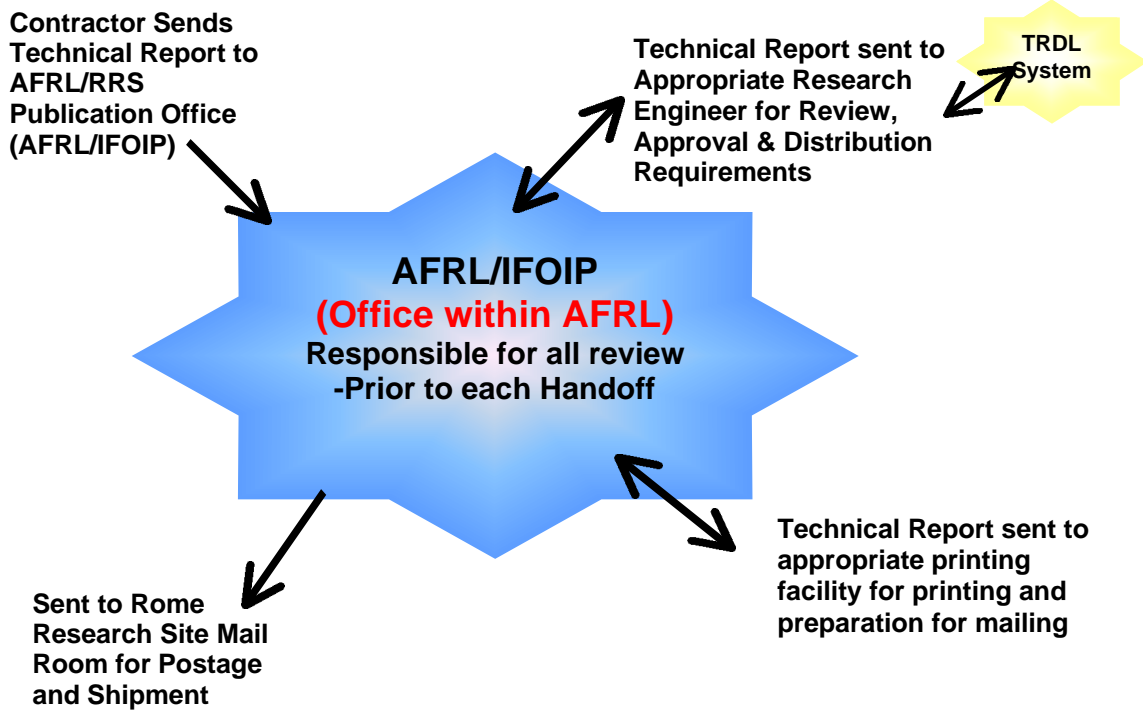 Contractor Sends
Technical Report to
AFRL/RRS
Publication Office
(AFRL/IFOIP)
Technical Report sent to
Appropriate Research
Engineer for Review,
Approval & Distribution
Requirements
TRDL
System
AFRL/IFOIP
(Office within AFRL)
Responsible for all review
-Prior to each Handoff
Sent to Rome
Research Site Mail
Room for Postage
and Shipment
Technical Report sent to
appropriate printing
facility for printing and
preparation for mailing